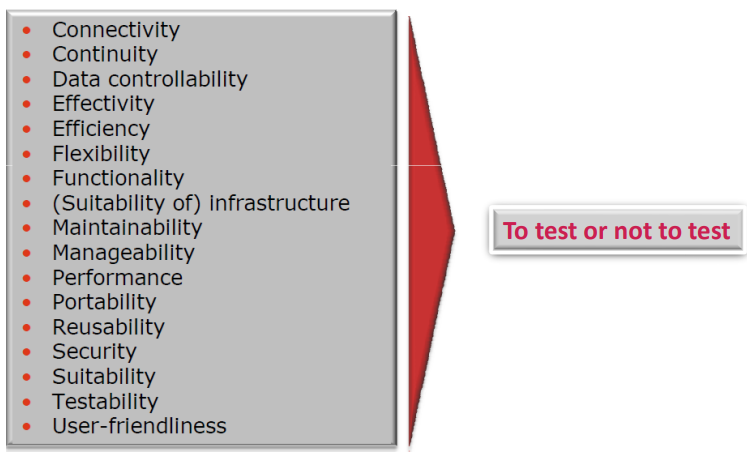 • Connectivity
• Continuity
• Data controllability
• Effectivity
• Efficiency
• Flexibility
• Functionality
• (Suitability of) infrastructure
• Maintainability
• Manageability
• Performance
• Portability
• Reusability
• Security
• Suitability
• Testability
• User-friendliness
To test or not to test